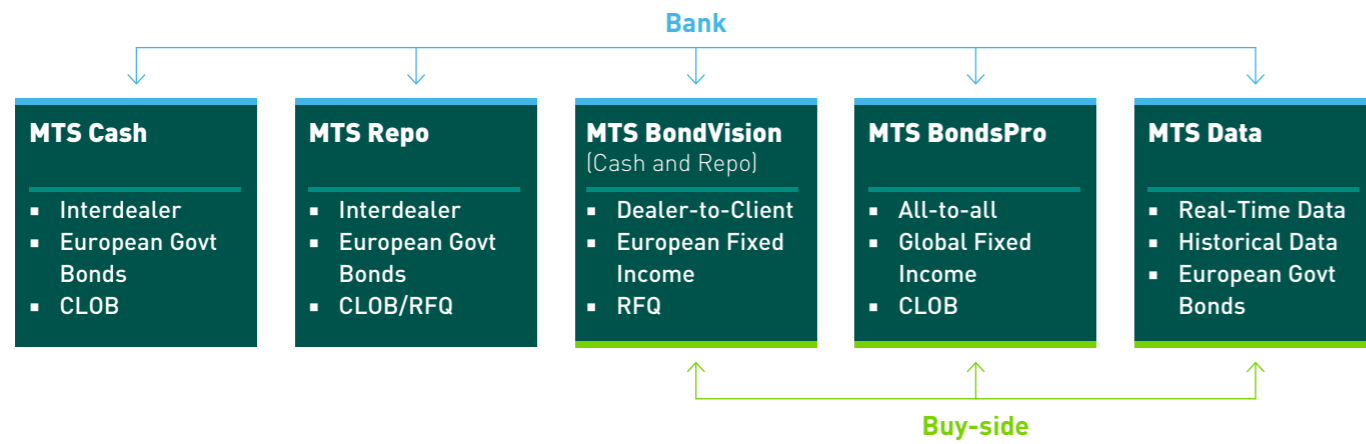 Bank
MTS Cash
▪ Interdealer
▪ European Govt
Bonds
▪ CLOB
MTS Repo
▪ Interdealer
▪ European Govt
Bonds
▪ CLOB/RFQ
MTS BondVision
(Cash and Repo)
▪ Dealer-to-Client
▪ European Fixed
Income
▪ RFQ
MTS BondsPro
▪ All-to-all
▪ Global Fixed
Income
▪ CLOB
MTS Data
▪ Real-Time Data
▪ Historical Data
▪ European Govt
Bonds
Buy-side